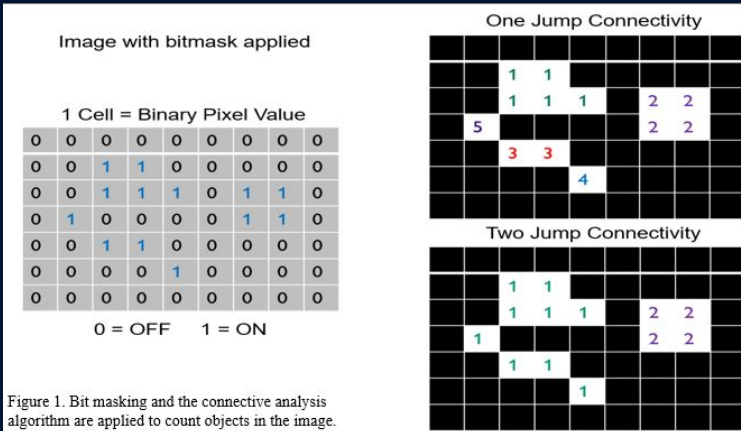 Image with bitmask applied
1 Cell = Binary Pixel Value
0 0 0 0 0 0 0 0 0
0 0 1 1 0 0 0 0 0
0 0 1 1 1 0 1 1 0
0 1 0 0 0 0 1 1 0
0 0 1 1 0 0 0 0 0
0 0 0 0 1 0 0 0 0
0 0 0 0 0 0 0 0 0
0 = OFF 1 = ON
Figure 1. Bit masking and the connective analysis
algorithm are applied to count objects in the image.
One Jump Connectivity
1 1
1 1 1 2 2
5 2 2
3 3
4
Two Jump Connectivity
1 1
1 1 1 2 2
1 2 2
1 1
1